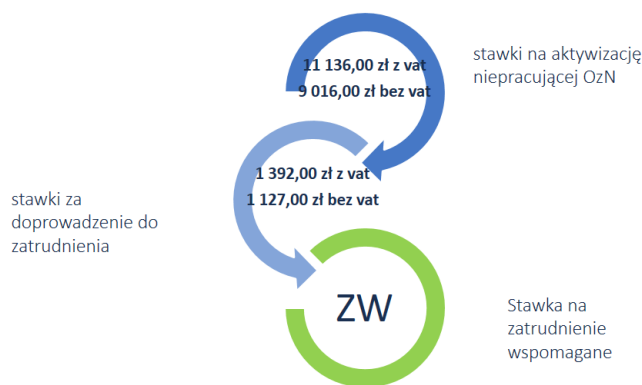 11 136,00 zł z vat
9 016,00 zł bez vat
stawki na aktywizację
niepracującej OzN
1 392,00 zł z vat
1 127,00 zł bez vat
stawki za
doprowadzenie do
zatrudnienia
ZW
Stawka na
zatrudnienie
wspomagane